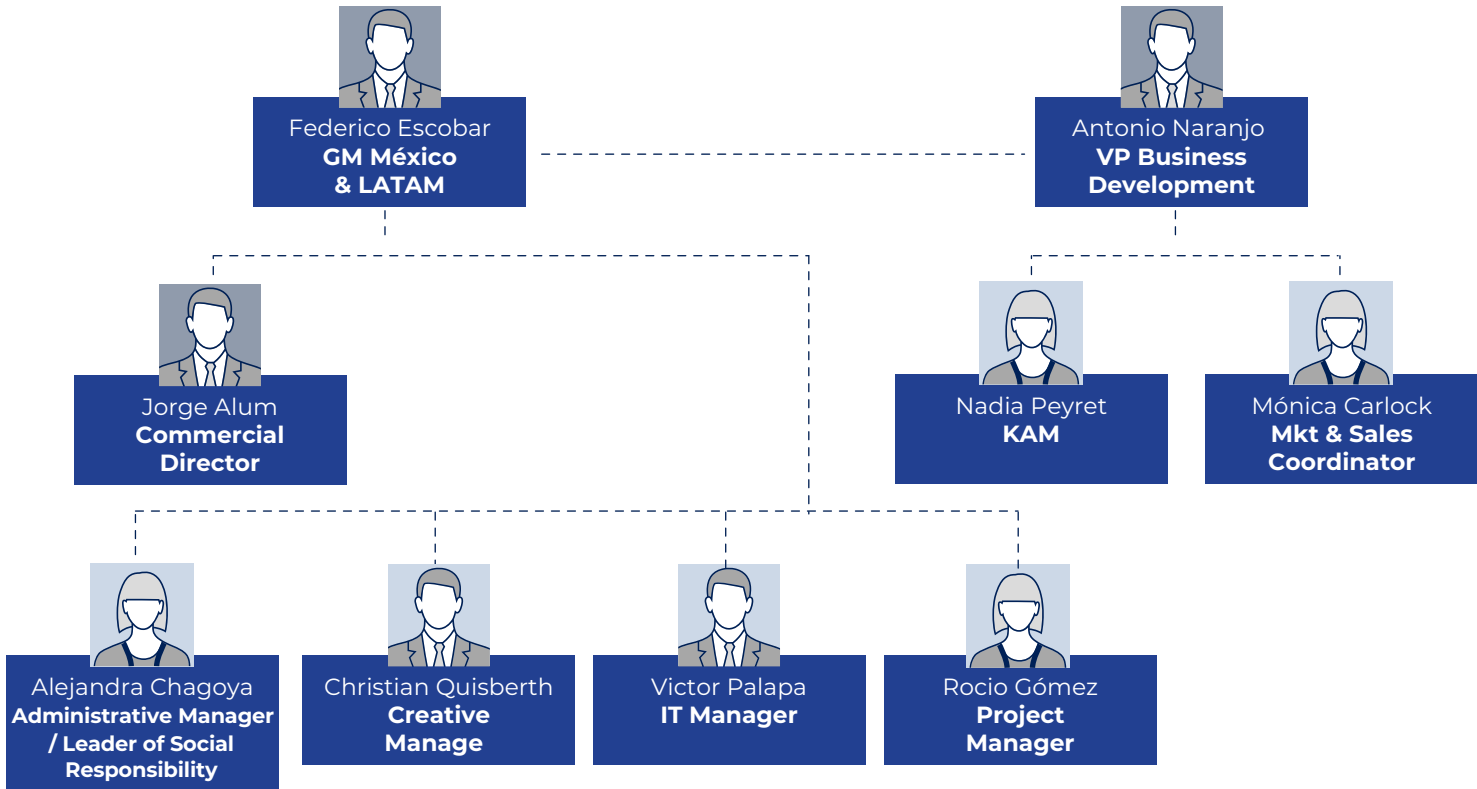 Federico Escobar
GM México
& LATAM
Antonio Naranjo
VP Business
Development
Jorge Alum
Commercial
Director
Nadia Peyret
KAM
Mónica Carlock
Mkt & Sales
Coordinator
Alejandra Chagoya
Administrative Manager
/ Leader of Social
Responsibility
Christian Quisberth
Creative
Manage
Victor Palapa
IT Manager
Rocio Gómez
Project
Manager